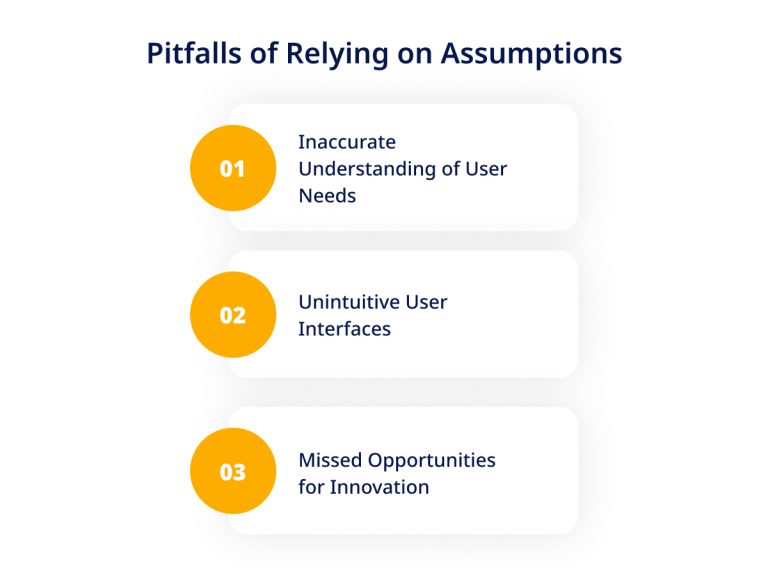 Pitfalls of Relying on Assumptions
01
Inaccurate
Understanding of User
Needs
02
Unintuitive User
Interfaces
03
Missed Opportunities
for Innovation